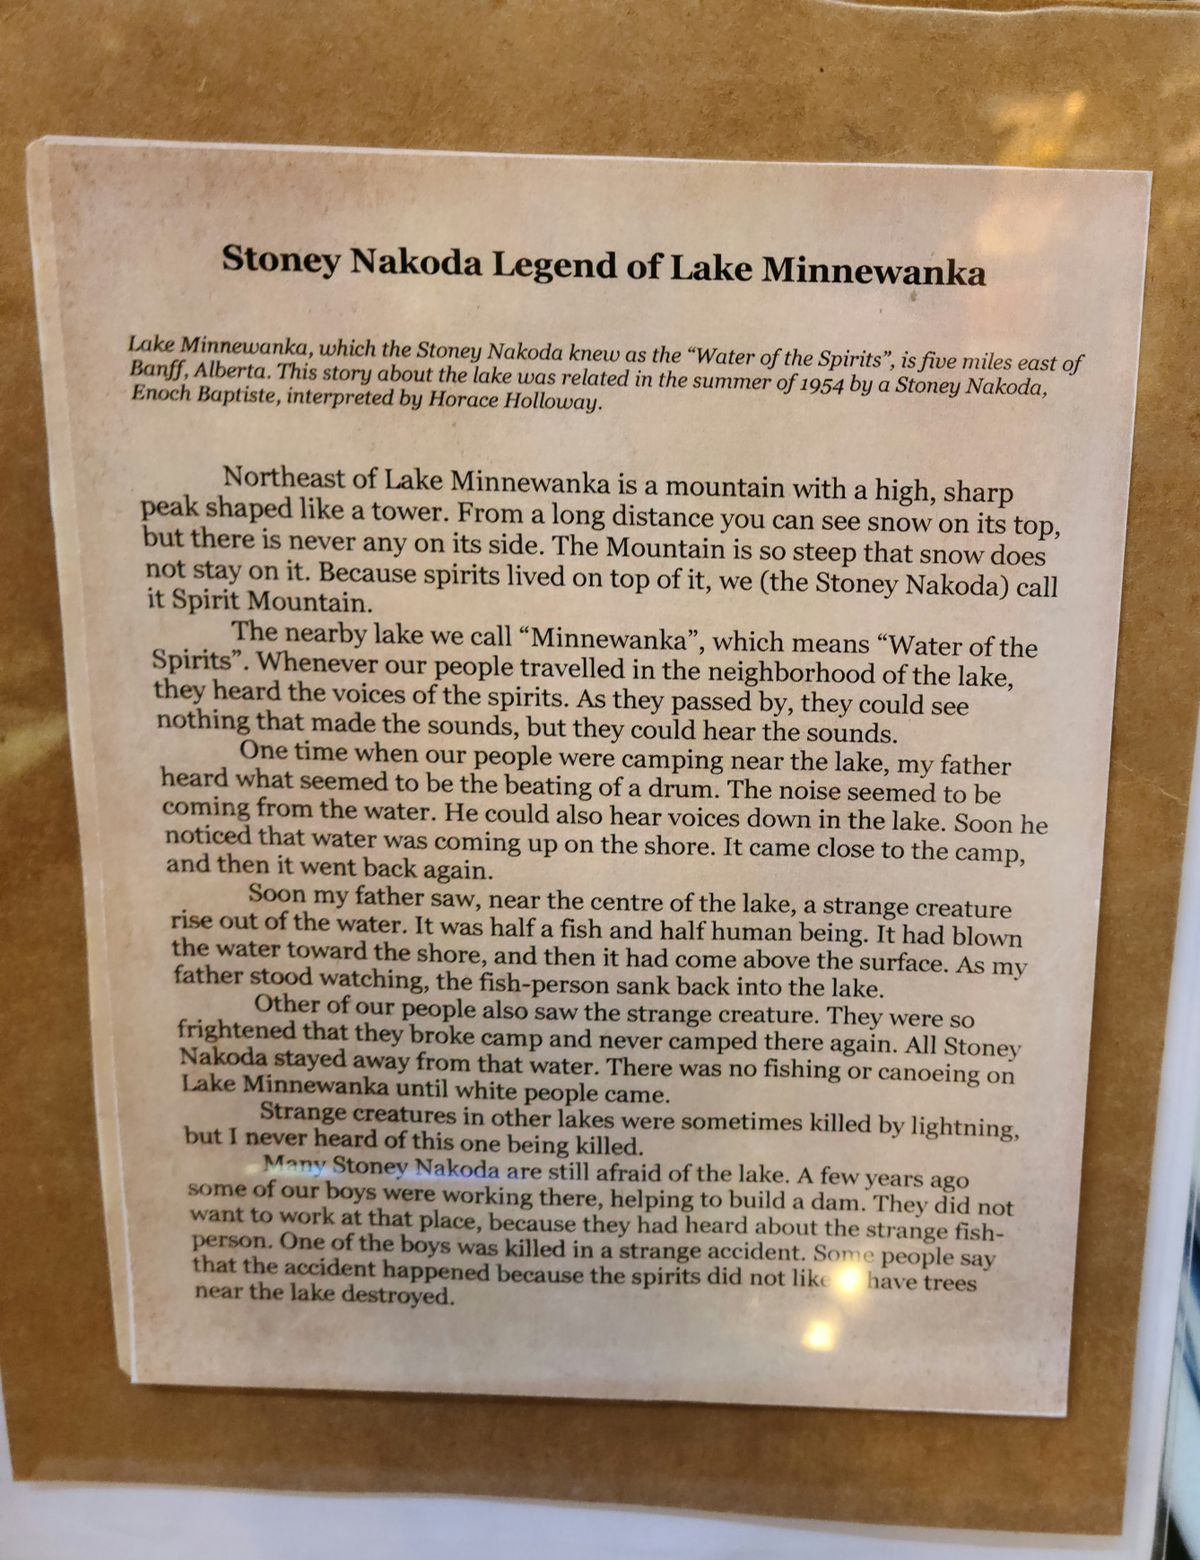 Stoney Nakoda Legend of Lake Minnewanka
Lake Minnewanka, which the Stoney Nakoda knew as the “Water of the Spirits”, is five miles east of
Banff, Alberta. This story about the lake was related in the summer of 1954 by a Stoney Nakoda,
Enoch Baptiste, interpreted by Horace Holloway.
Northeast of Lake Minnewanka is a mountain with a high, sharp
peak shaped like a tower. From a long distance you can see snow on its top,
but there is never any on its side. The Mountain is so steep that snow does
not stay on it. Because spirits lived on top of it, we (the Stoney Nakoda) call
it Spirit Mountain.
The nearby lake we call “Minnewanka”, which means “Water of the
Spirits”. Whenever our people travelled in the neighborhood of the lake,
they heard the voices of the spirits. As they passed by, they could see
nothing that made the sounds, but they could hear the sounds.
One time when our people were camping near the lake, my father
heard what seemed to be the beating of a drum. The noise seemed to be
coming from the water. He could also hear voices down in the lake. Soon he
noticed that water was coming up on the shore. It came close to the camp,
and then it went back again.
Soon my father saw, near the centre of the lake, a strange creature
rise out of the water. It was half a fish and half human being. It had blown
the water toward the shore, and then it had come above the surface. As my
father stood watching, the fish-person sank back into the lake.
Other of our people also saw the strange creature. They were so
frightened that they broke camp and never camped there again. All Stoney
Nakoda stayed away from that water. There was no fishing or canoeing on
Lake Minnewanka until white people came.
Strange creatures in other lakes were sometimes killed by lightning,
but I never heard of this one being killed.
Many Stoney Nakoda are still afraid of the lake. A few years ago
some of our boys were working there, helping to build a dam. They did not
want to work at that place, because they had heard about the strange fish-
person. One of the boys was killed in a strange accident. Some people say
that the accident happened because the spirits did not like have trees
near the lake destroyed.